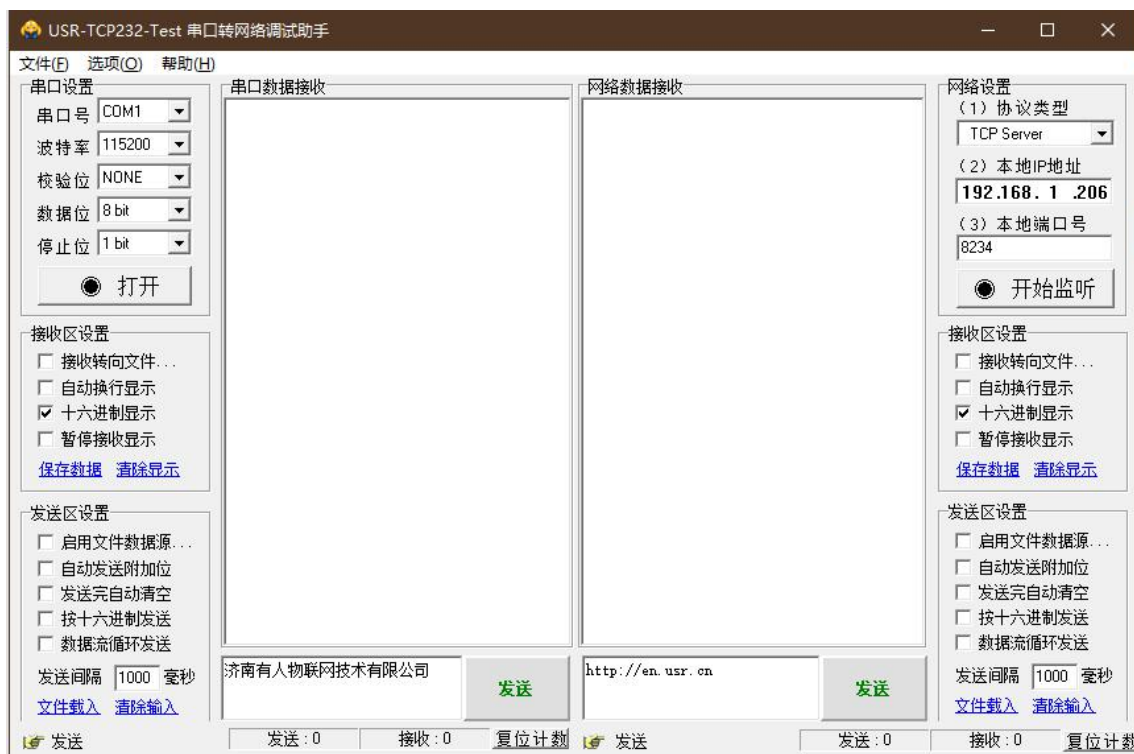 USR-TCP232-Test 串口转网络调试助手
文件(F) 选项(O) 帮助(H)
串口设置
串口号 COM1
波特率 115200
校验位 NONE
数据位 8 bit
停止位 1 bit
打开
接收区设置
接收转向文件...
自动换行显示
十六进制显示
暂停接收显示
保存数据 清除显示
发送区设置
启用文件数据源...
自动发送附加位
发送完自动清空
按十六进制发送
数据流循环发送
发送间隔 1000 毫秒
文件载入 清除输入
串口数据接收
济南有人物联网技术有限公司
发送
网络数据接收
http://en.usr.cn
发送
网络设置
(1) 协议类型
TCP Server
(2) 本地IP地址
192.168. 1 .206
(3) 本地端口号
8234
开始监听
接收区设置
接收转向文件...
自动换行显示
十六进制显示
暂停接收显示
保存数据 清除显示
发送区设置
启用文件数据源...
自动发送附加位
发送完自动清空
按十六进制发送
数据流循环发送
发送间隔 1000 毫秒
文件载入 清除输入
发送 发送:0 接收:0 复位计数 发送 发送:0 接收:0 复位计数